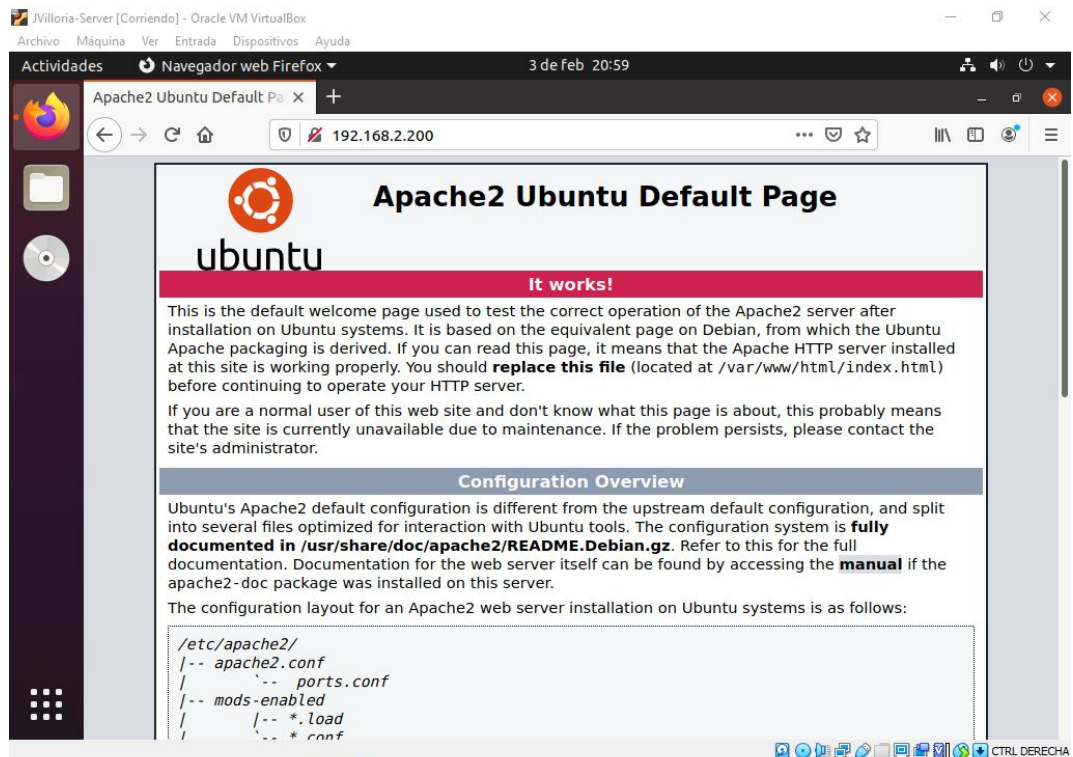 JVilloria-Server [Corriendo] - Oracle VM VirtualBox
Archivo Máquina Ver Entrada Dispositivos Ayuda
Actividades Navegador web Firefox 3 de feb 20:59
Apache2 Ubuntu Default Pa
192.168.2.200
ubuntu
Apache2 Ubuntu Default Page
It works!
This is the default welcome page used to test the correct operation of the Apache2 server after
installation on Ubuntu systems. It is based on the equivalent page on Debian, from which the Ubuntu
Apache packaging is derived. If you can read this page, it means that the Apache HTTP server installed
at this site is working properly. You should replace this file (located at /var/www/html/index.html)
before continuing to operate your HTTP server.
If you are a normal user of this web site and don't know what this page is about, this probably means
that the site is currently unavailable due to maintenance. If the problem persists, please contact the
site's administrator.
Configuration Overview
Ubuntu's Apache2 default configuration is different from the upstream default configuration, and split
into several files optimized for interaction with Ubuntu tools. The configuration system is fully
documented in /usr/share/doc/apache2/README.Debian.gz. Refer to this for the full
documentation. Documentation for the web server itself can be found by accessing the manual if the
apache2-doc package was installed on this server.
The configuration layout for an Apache2 web server installation on Ubuntu systems is as follows:
/etc/apache2/
|-- apache2.conf
|       `--  ports.conf
|-- mods-enabled
|       |-- *.load
|       `-- *.conf
CTRL DERECHA